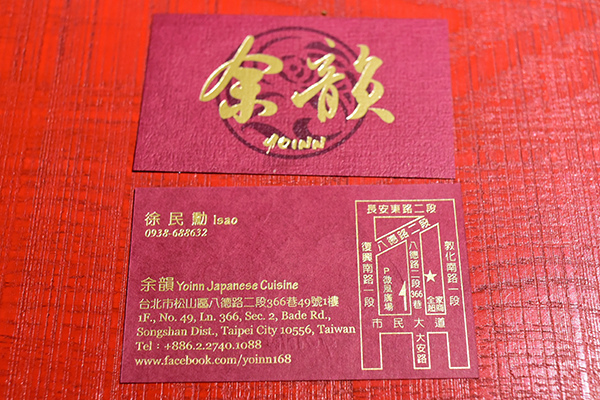 余韻
YOINN
徐民勳 Isao
0938-688632
余韻 Yoinn Japanese Cuisine
台北市松山區八德路二段366巷49號1樓
1F., No. 49, Ln. 366, Sec. 2, Bade Rd.,
Songshan Dist., Taipei City 10556, Taiwan
Tel : +886.2.2740.1088
www.facebook.com/yoinn168
長安東路二段
八德路二段
復興南路一段
P微風廣場
八德路二段366巷
敦化南路一段
全家超商
市民大道
大安路